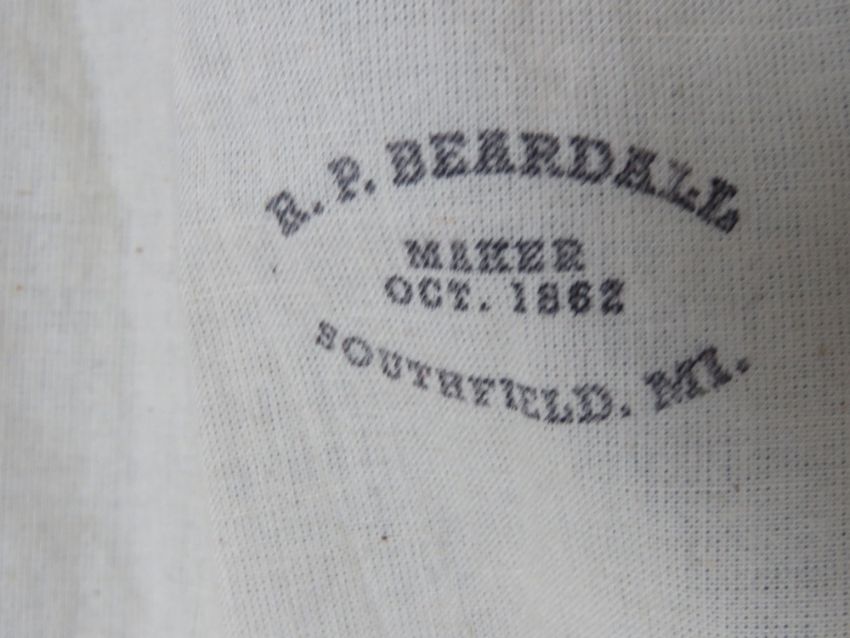 R. P. BEARDALL
MAKER
OCT. 1862
SOUTHFIELD. MI.